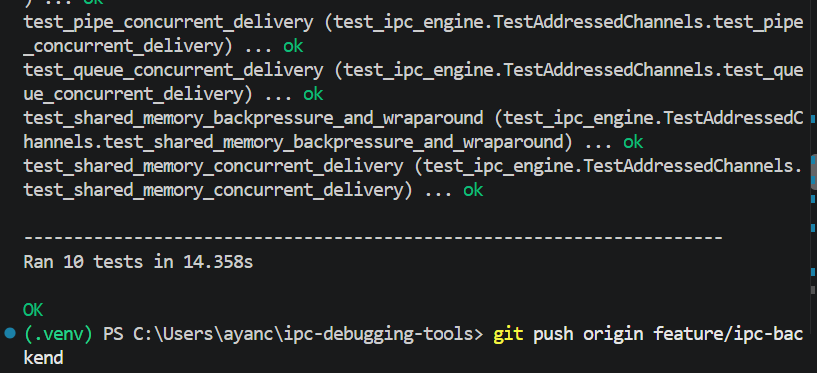 ) ... ok
test_pipe_concurrent_delivery (test_ipc_engine.TestAddressedChannels.test_pipe
_concurrent_delivery) ... ok
test_queue_concurrent_delivery (test_ipc_engine.TestAddressedChannels.test_que
ue_concurrent_delivery) ... ok
test_shared_memory_backpressure_and_wraparound (test_ipc_engine.TestAddressedC
hannels.test_shared_memory_backpressure_and_wraparound) ... ok
test_shared_memory_concurrent_delivery (test_ipc_engine.TestAddressedChannels.
test_shared_memory_concurrent_delivery) ... ok
----------------------------------------------------------------------
Ran 10 tests in 14.358s
OK
(.venv) PS C:\Users\ayanc\ipc-debugging-tools> git push origin feature/ipc-bac
kend